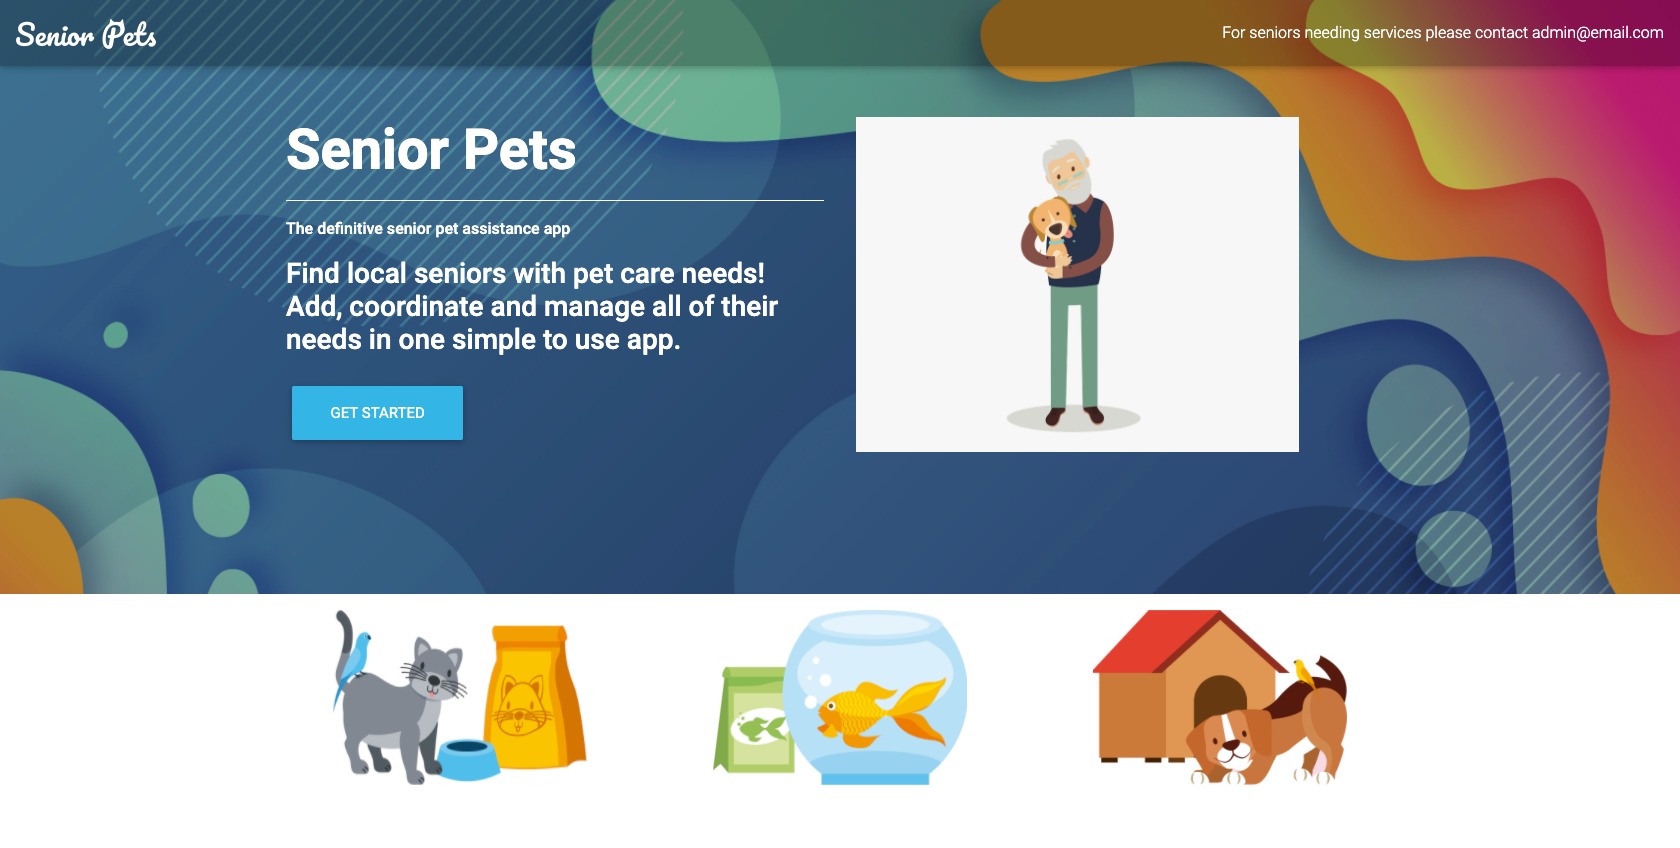 Senior Pets
For seniors needing services please contact admin@email.com
Senior Pets
The definitive senior pet assistance app
Find local seniors with pet care needs!
Add, coordinate and manage all of their
needs in one simple to use app.
GET STARTED